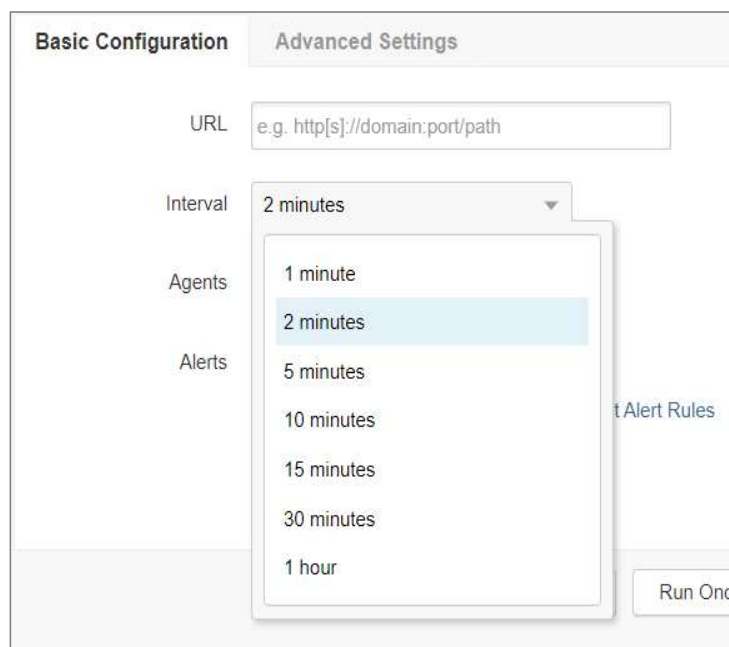 Basic Configuration Advanced Settings
URL e.g. http[s]://domain:port/path
Interval 2 minutes
1 minute
Agents
2 minutes
Alerts
5 minutes
t Alert Rules
10 minutes
15 minutes
30 minutes
1 hour
Run Onc